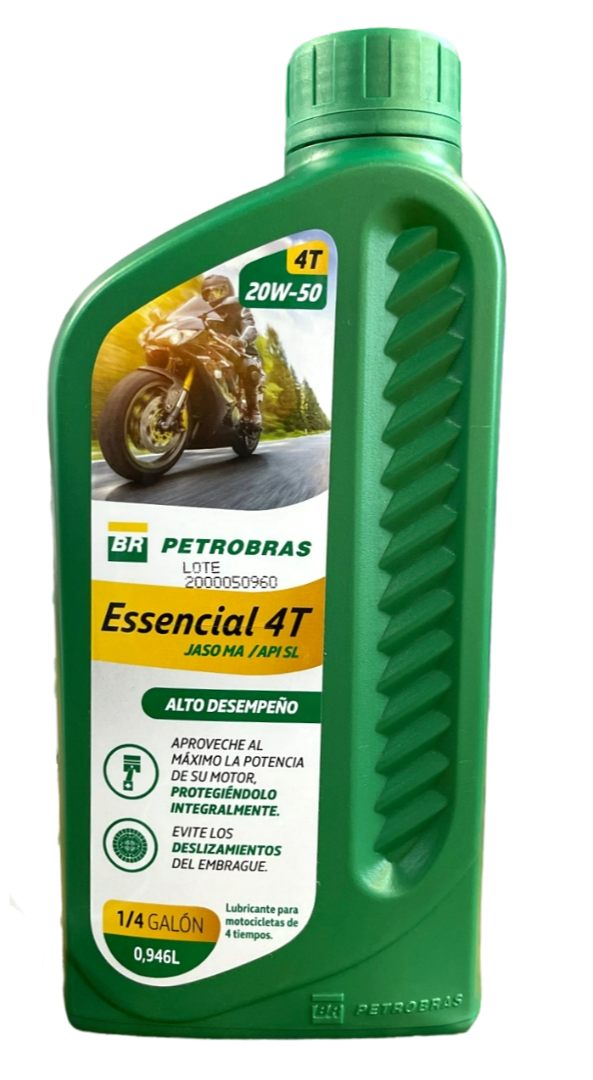 4T
20W-50
BR PETROBRAS
LOTE
2000050960
Essencial 4T
JASO MA / API SL
ALTO DESEMPEÑO
APROVECHE AL
MÁXIMO LA POTENCIA
DE SU MOTOR,
PROTEGIÉNDOLO
INTEGRALMENTE.
EVITE LOS
DESLIZAMIENTOS
DEL EMBRAGUE.
1/4 GALÓN
0,946L
Lubricante para
motocicletas de
4 tiempos.
BR PETROBRAS